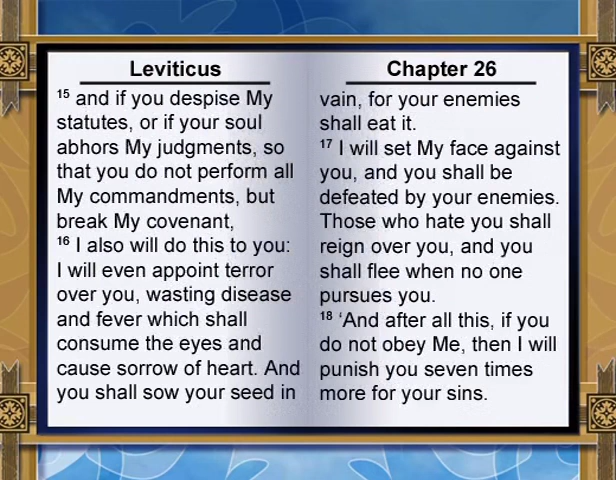 Leviticus
15 and if you despise My
statutes, or if your soul
abhors My judgments, so
that you do not perform all
My commandments, but
break My covenant,
16 I also will do this to you:
I will even appoint terror
over you, wasting disease
and fever which shall
consume the eyes and
cause sorrow of heart. And
you shall sow your seed in
Chapter 26
vain, for your enemies
shall eat it.
17 I will set My face against
you, and you shall be
defeated by your enemies.
Those who hate you shall
reign over you, and you
shall flee when no one
pursues you.
18 ‘And after all this, if you
do not obey Me, then I will
punish you seven times
more for your sins.